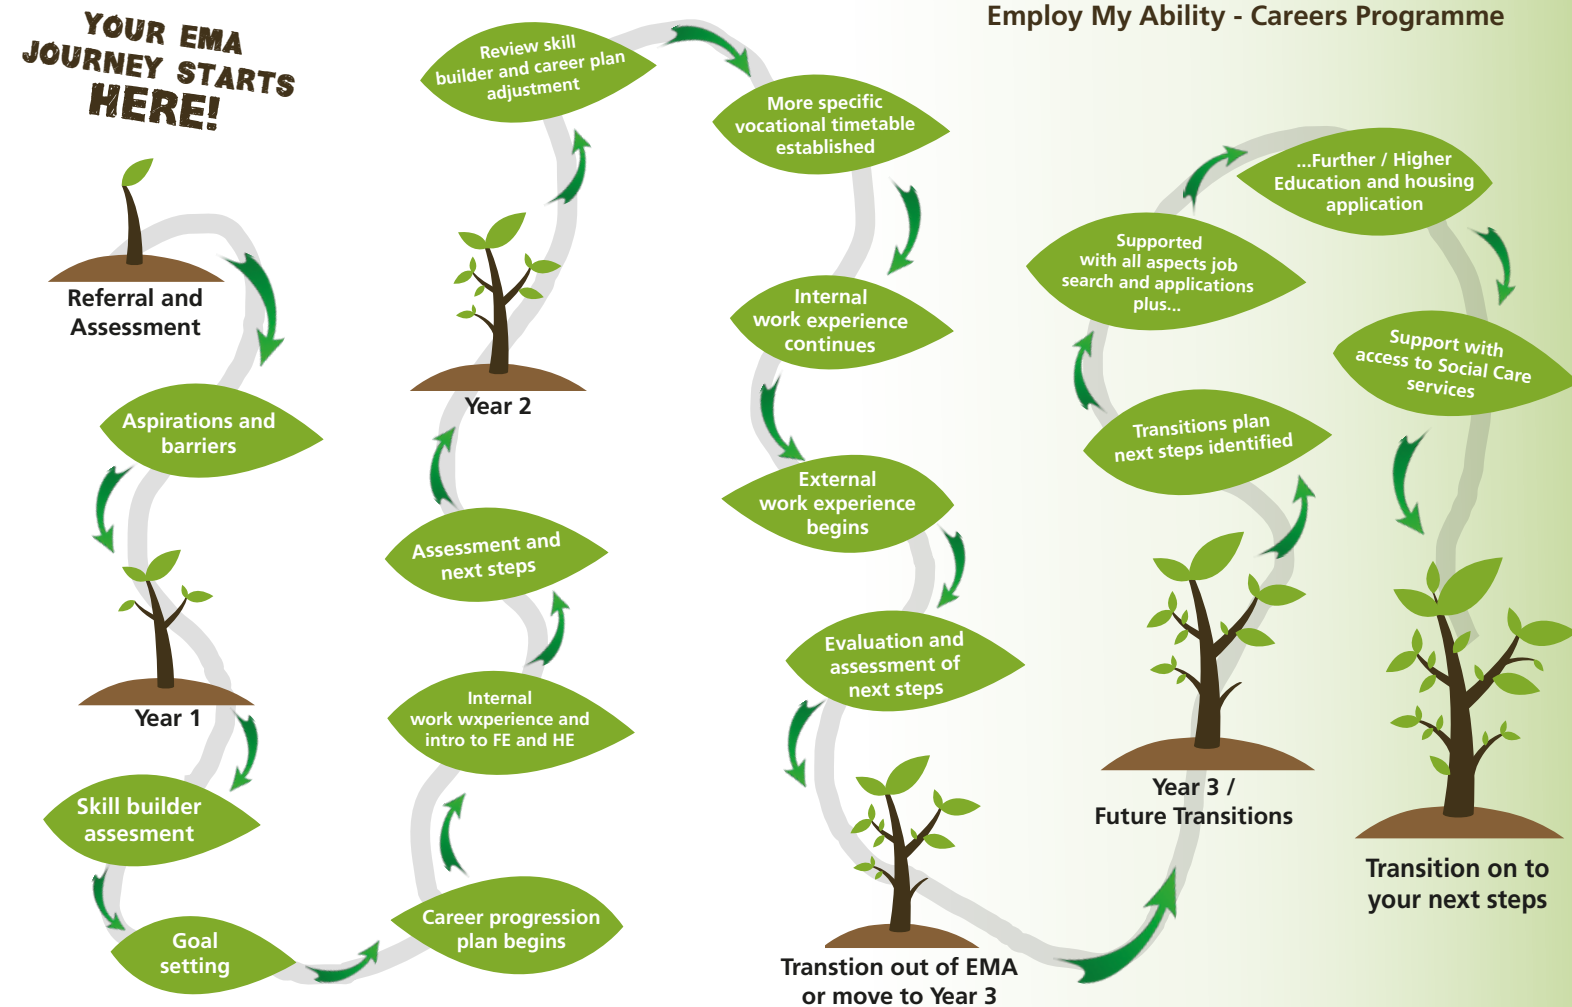 YOUR EMA
JOURNEY STARTS
HERE!
Referral and
Assessment
Aspirations and
barriers
Year 1
Skill builder
assesment
Goal
setting
Career progression
plan begins
Internal
work wxperience and
intro to FE and HE
Assessment and
next steps
Year 2
Review skill
builder and career plan
adjustment
More specific
vocational timetable
established
Internal
work experience
continues
External
work experience
begins
Evaluation and
assessment of
next steps
Transtion out of EMA
or move to Year 3
Employ My Ability - Careers Programme
Year 3 /
Future Transitions
Transitions plan
next steps identified
Supported
with all aspects job
search and applications
plus...
...Further / Higher
Education and housing
application
Support with
access to Social Care
services
Transition on to
your next steps